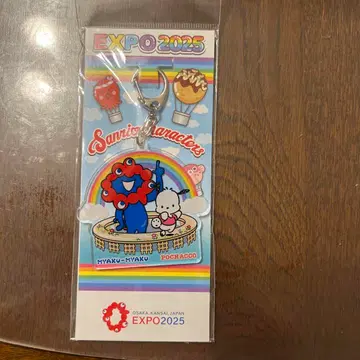 EXPO2025
Sanrio characters
MYAKU-MYAKU
POCHACCO
OSAKA, KANSAI, JAPAN
EXPO2025